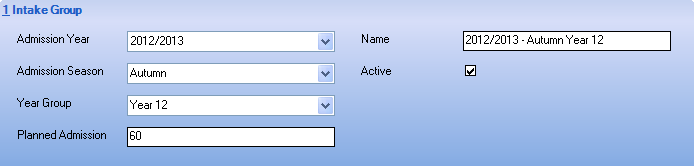 1 Intake Group
Admission Year 2012/2013 Name 2012/2013 - Autumn Year 12
Admission Season Autumn Active
Year Group Year 12
Planned Admission 60